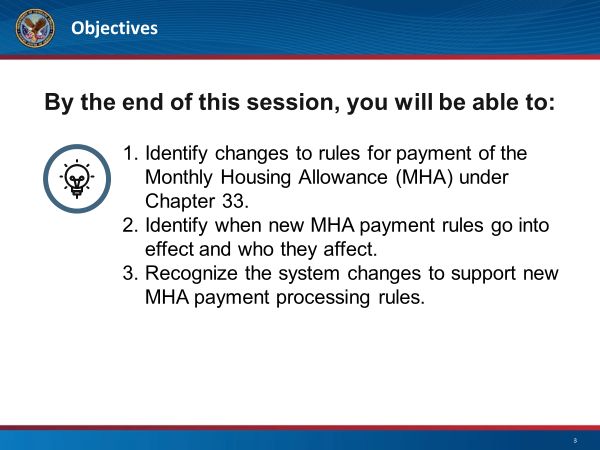 Objectives
By the end of this session, you will be able to:
1. Identify changes to rules for payment of the
Monthly Housing Allowance (MHA) under
Chapter 33.
2. Identify when new MHA payment rules go into
effect and who they affect.
3. Recognize the system changes to support new
MHA payment processing rules.
3